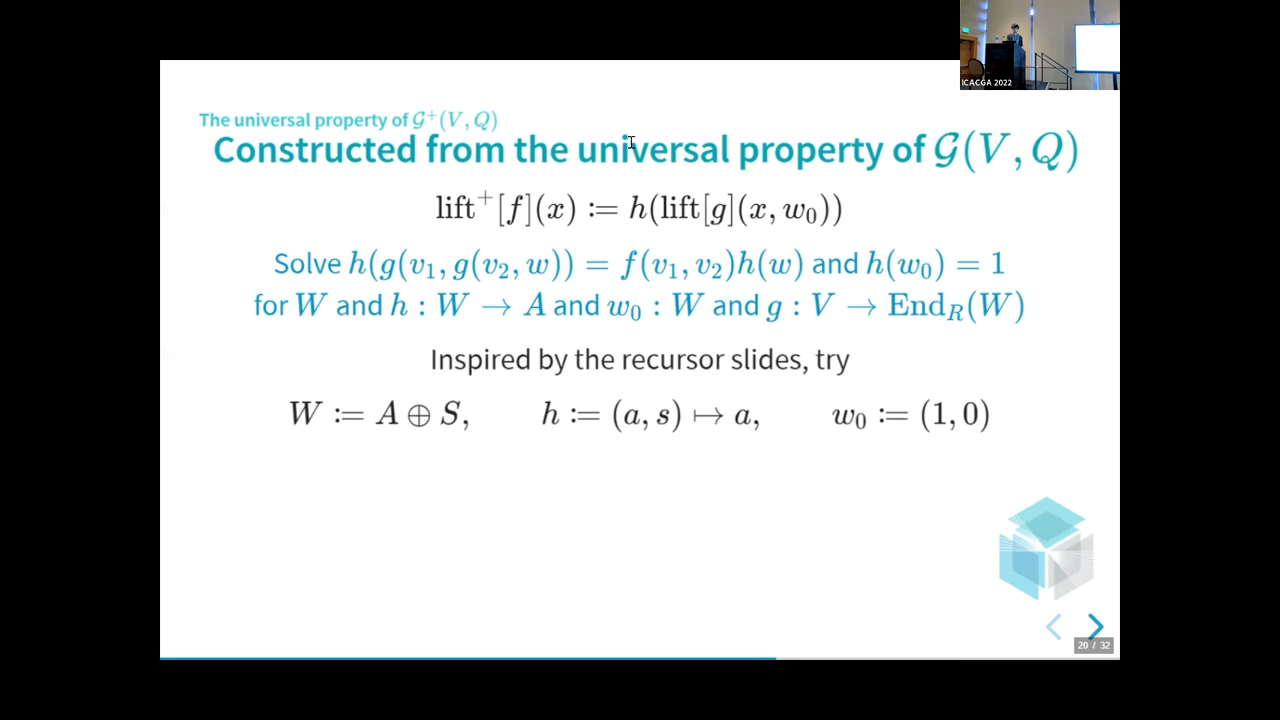 ICACGA 2022
The universal property of 𝒢⁺(V, Q)
Constructed from the universal property of 𝒢(V, Q)
lift⁺[f](x) := h(lift[g](x, w₀))
Solve h(g(v₁, g(v₂, w)) = f(v₁, v₂)h(w) and h(w₀) = 1
for W and h : W → A and w₀ : W and g : V → End_R(W)
Inspired by the recursor slides, try
W := A ⊕ S, h := (a, s) ↦ a, w₀ := (1, 0)
20 / 32